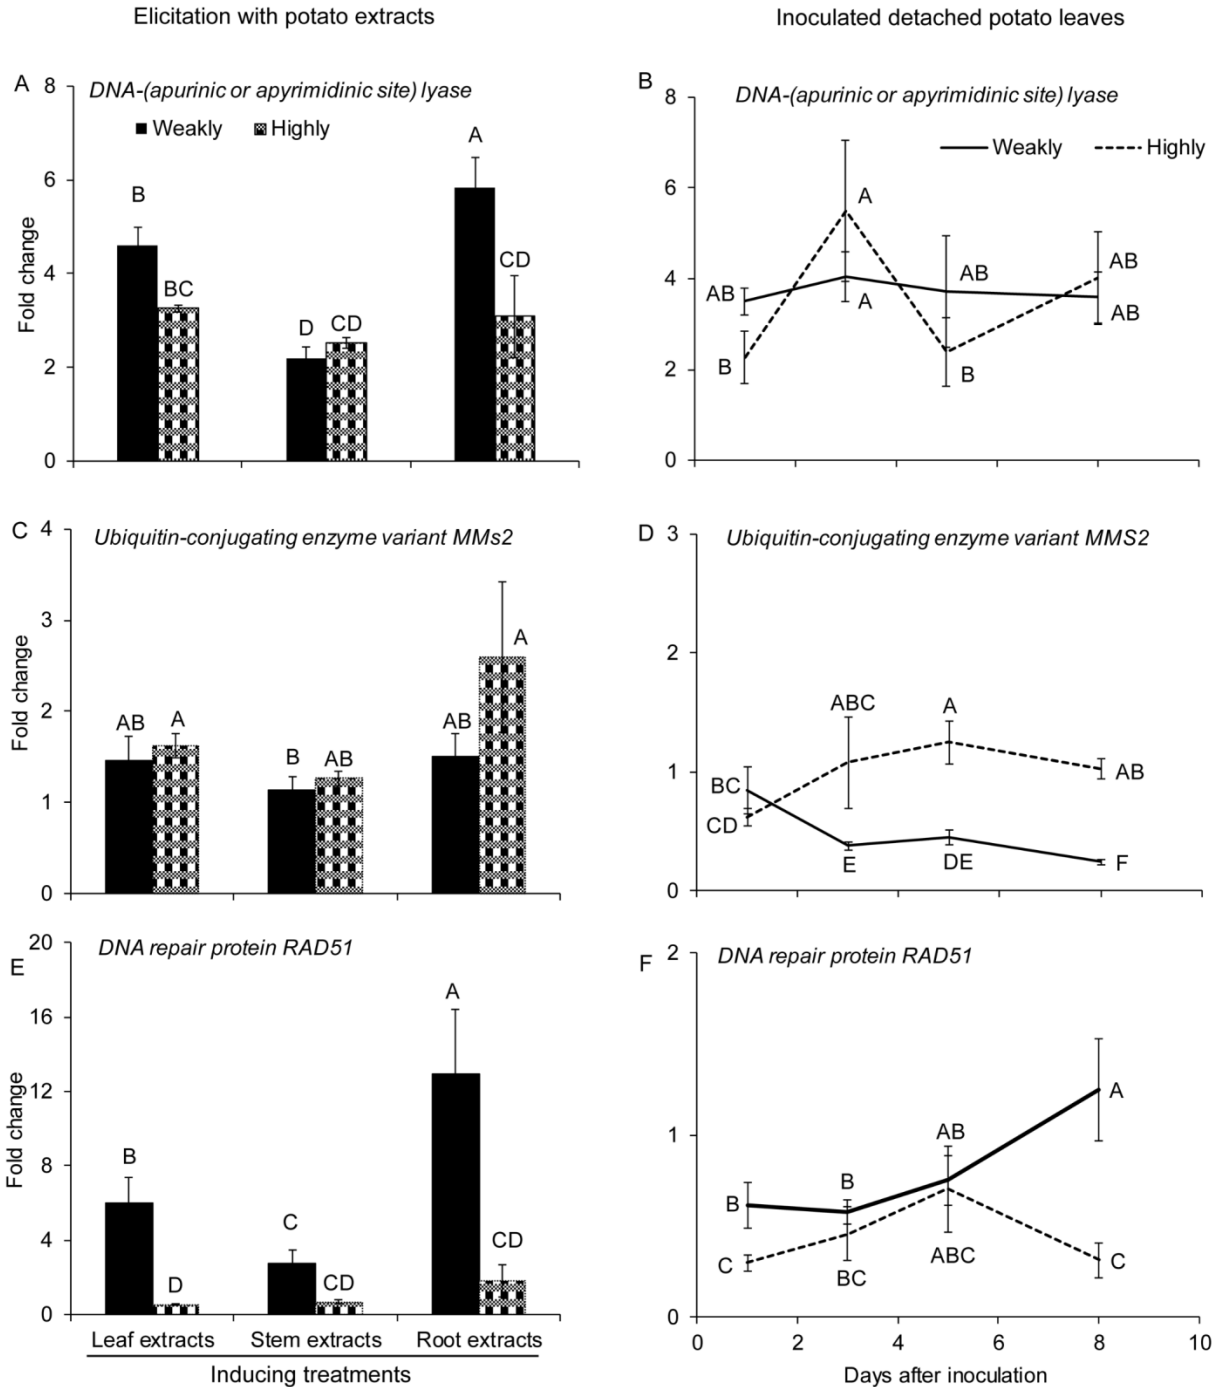 Elicitation with potato extracts
Inoculated detached potato leaves
A
DNA-(apurinic or apyrimidinic site) lyase
Weakly Highly
Fold change
8
6
4
2
0
B
BC
D
CD
A
CD
B
DNA-(apurinic or apyrimidinic site) lyase
Weakly Highly
8
6
4
2
0
AB
B
A
A
AB
B
AB
AB
C
Ubiquitin-conjugating enzyme variant MMs2
Fold change
4
3
2
1
0
AB
A
B
AB
AB
A
D
Ubiquitin-conjugating enzyme variant MMS2
3
2
1
0
BC
CD
ABC
E
A
DE
AB
F
E
DNA repair protein RAD51
Fold change
20
16
12
8
4
0
B
D
C
CD
A
CD
Leaf extracts Stem extracts Root extracts
Inducing treatments
F
DNA repair protein RAD51
2
1
0
B
C
B
BC
AB
ABC
A
C
0 2 4 6 8 10
Days after inoculation